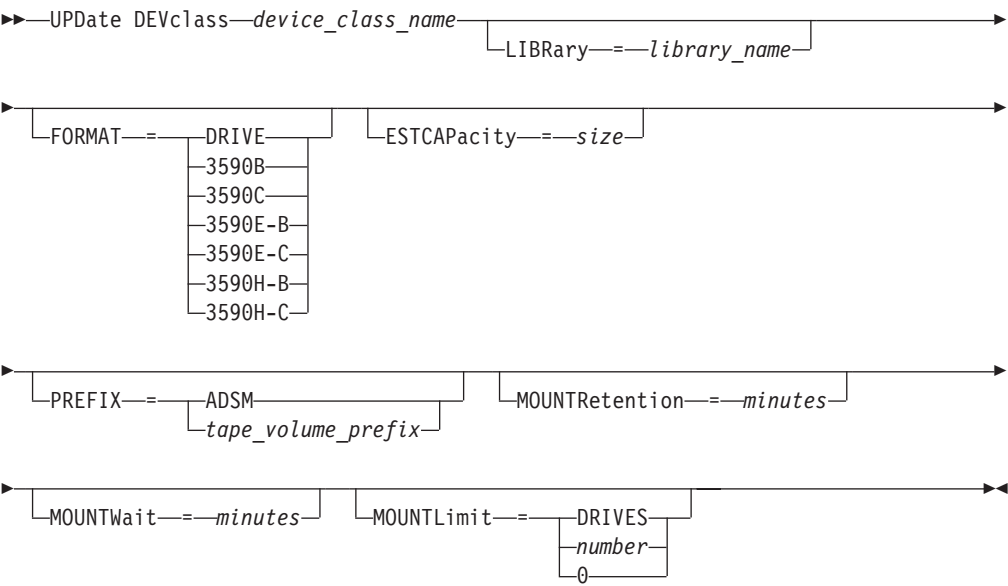 UPDate DEVclass device_class_name
LIBRary = library_name
FORMAT = DRIVE
3590B
3590C
3590E-B
3590E-C
3590H-B
3590H-C
ESTCAPacity = size
PREFIX = ADSM
tape_volume_prefix
MOUNTRetention = minutes
MOUNTWait = minutes
MOUNTLimit = DRIVES
number
0